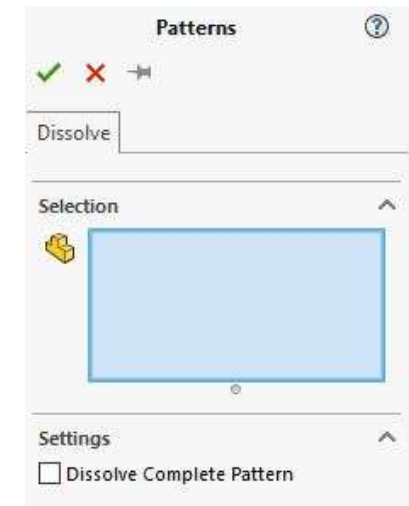 Patterns
Dissolve
Selection
Settings
Dissolve Complete Pattern